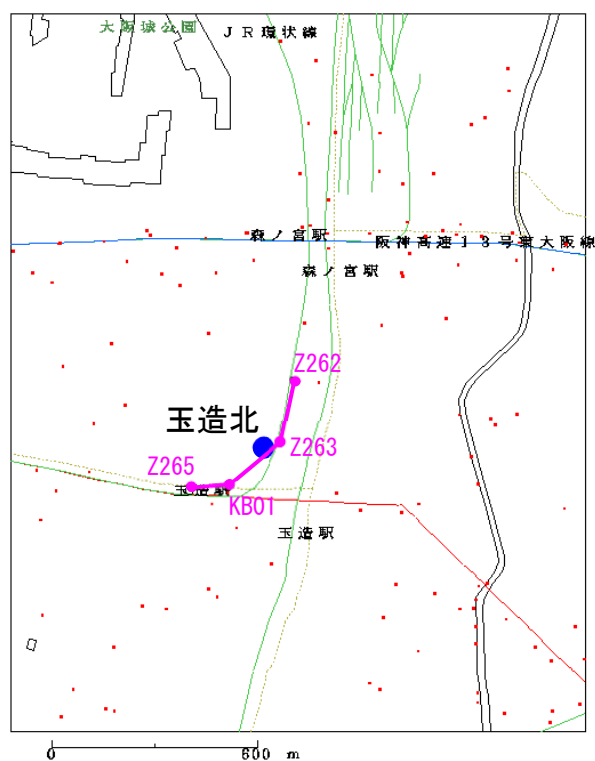 大阪城公園
JR環状線
森ノ宮駅
阪神高速13号東大阪線
森ノ宮駅
Z262
玉造北
Z263
Z265
玉造駅
KB01
玉造駅
0 600 m